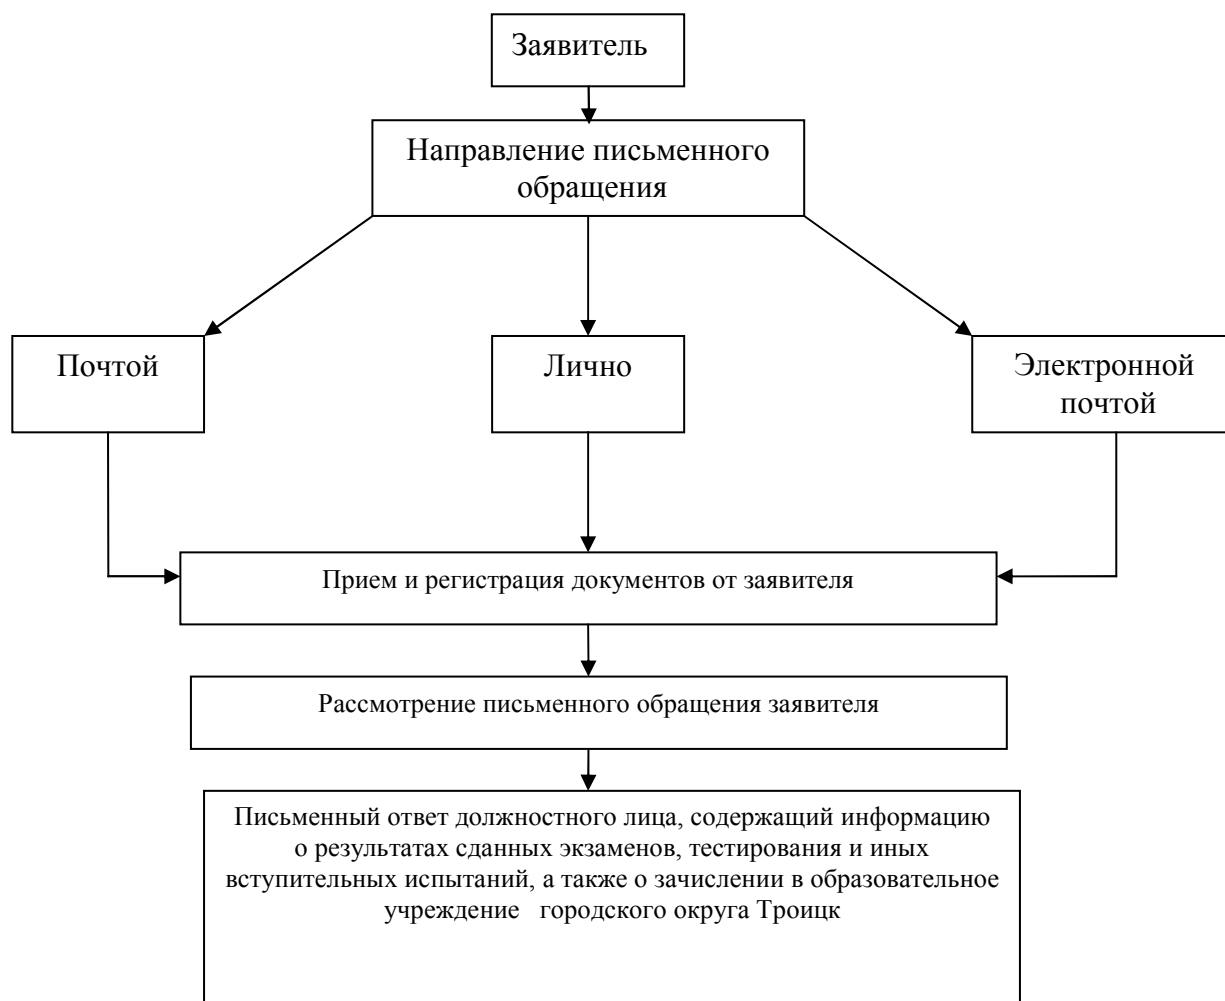 Заявитель
Направление письменного
обращения
Почтой
Лично
Электронной
почтой
Прием и регистрация документов от заявителя
Рассмотрение письменного обращения заявителя
Письменный ответ должностного лица, содержащий информацию
о результатах сданных экзаменов, тестирования и иных
вступительных испытаний, а также о зачислении в образовательное
учреждение городского округа Троицк